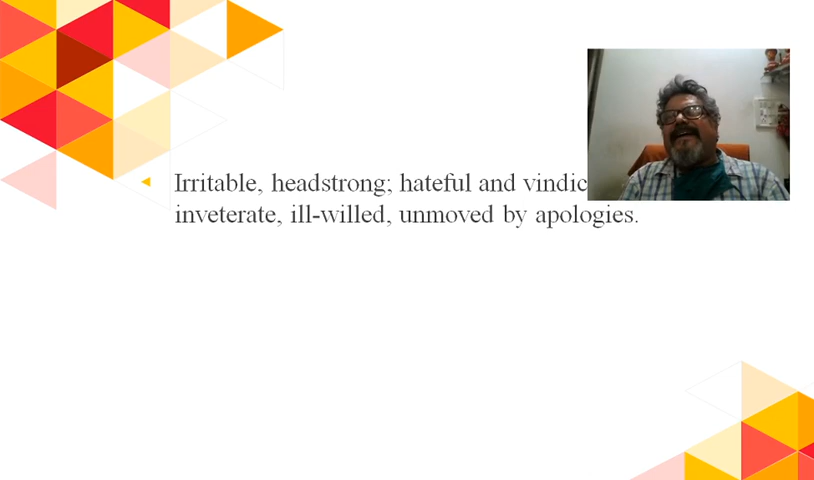 Irritable, headstrong; hateful and vindic
inveterate, ill-willed, unmoved by apologies.